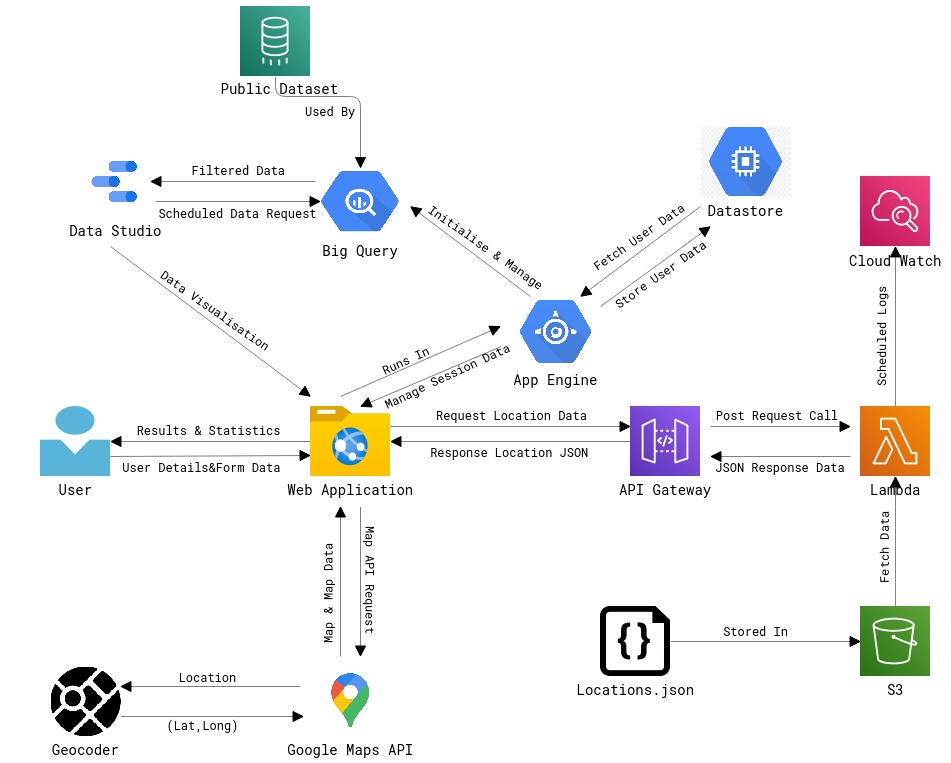 Public Dataset
Used By
Filtered Data
Scheduled Data Request
Data Studio
Big Query
Initialise & Manage
Fetch User Data
Store User Data
Datastore
Cloud Watch
Scheduled Logs
Data Visualisation
Runs In
Manage Session Data
App Engine
Results & Statistics
User Details&Form Data
User
Web Application
Request Location Data
Response Location JSON
API Gateway
Post Request Call
JSON Response Data
Lambda
Fetch Data
Map & Map Data
Map API Request
Stored In
Locations.json
S3
Location
(Lat,Long)
Geocoder
Google Maps API